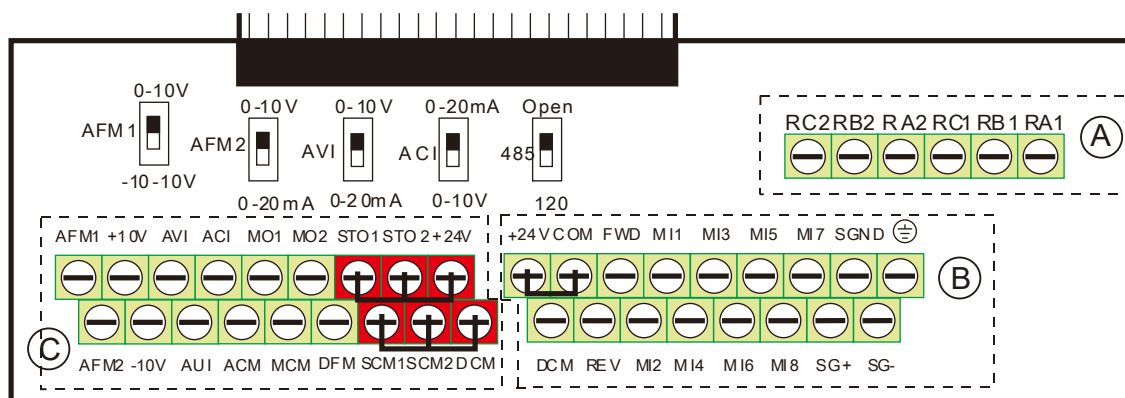 0-10V
0-10V 0-10V 0-20mA Open
AFM1 AFM2 AVI ACI 485
-10-10V
0-20mA 0-20mA 0-10V 120
RC2 RB2 RA2 RC1 RB1 RA1
A
AFM1 +10V AVI ACI MO1 MO2 STO1 STO2 +24V
C
AFM2 -10V AUI ACM MCM DFM SCM1 SCM2 DCM
+24V COM FWD MI1 MI3 MI5 MI7 SGND
B
DCM REV MI2 MI4 MI6 MI8 SG+ SG-